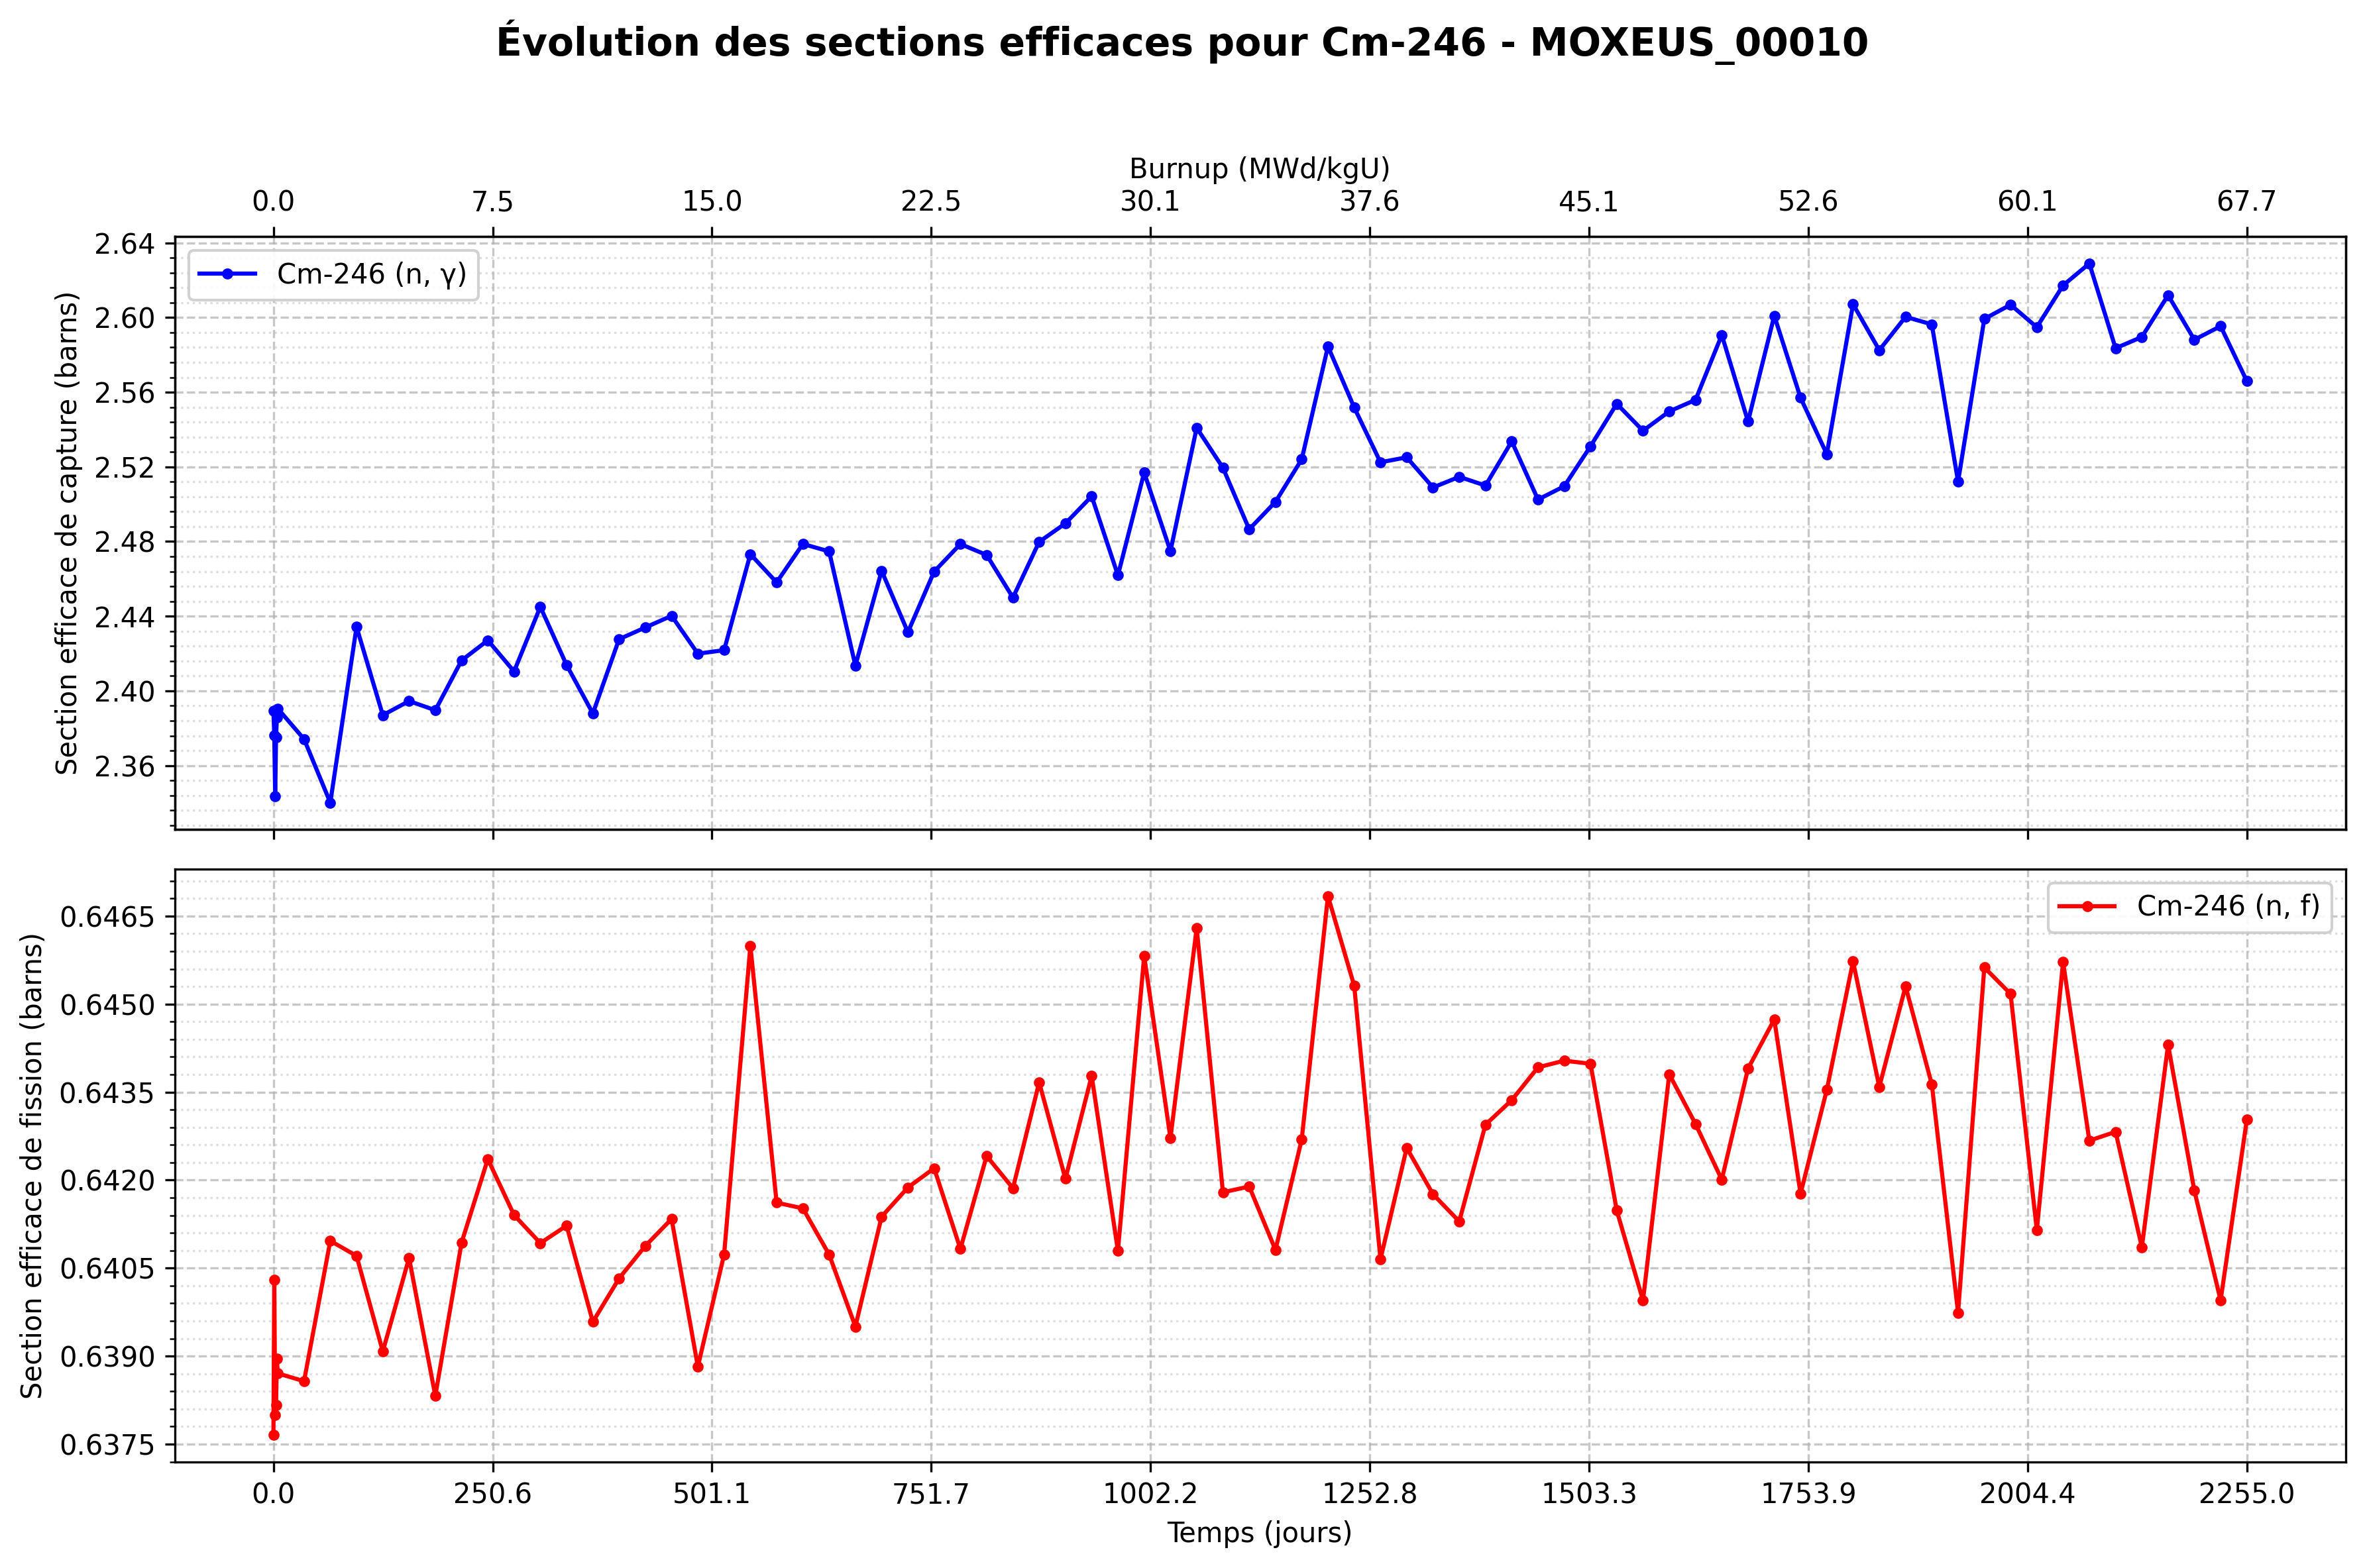 Évolution des sections efficaces pour Cm-246 - MOXEUS_00010
Burnup (MWd/kgU)
0.0 7.5 15.0 22.5 30.1 37.6 45.1 52.6 60.1 67.7
Section efficace de capture (barns)
2.64
2.60
2.56
2.52
2.48
2.44
2.40
2.36
Cm-246 (n, γ)
Section efficace de fission (barns)
0.6465
0.6450
0.6435
0.6420
0.6405
0.6390
0.6375
Cm-246 (n, f)
0.0 250.6 501.1 751.7 1002.2 1252.8 1503.3 1753.9 2004.4 2255.0
Temps (jours)